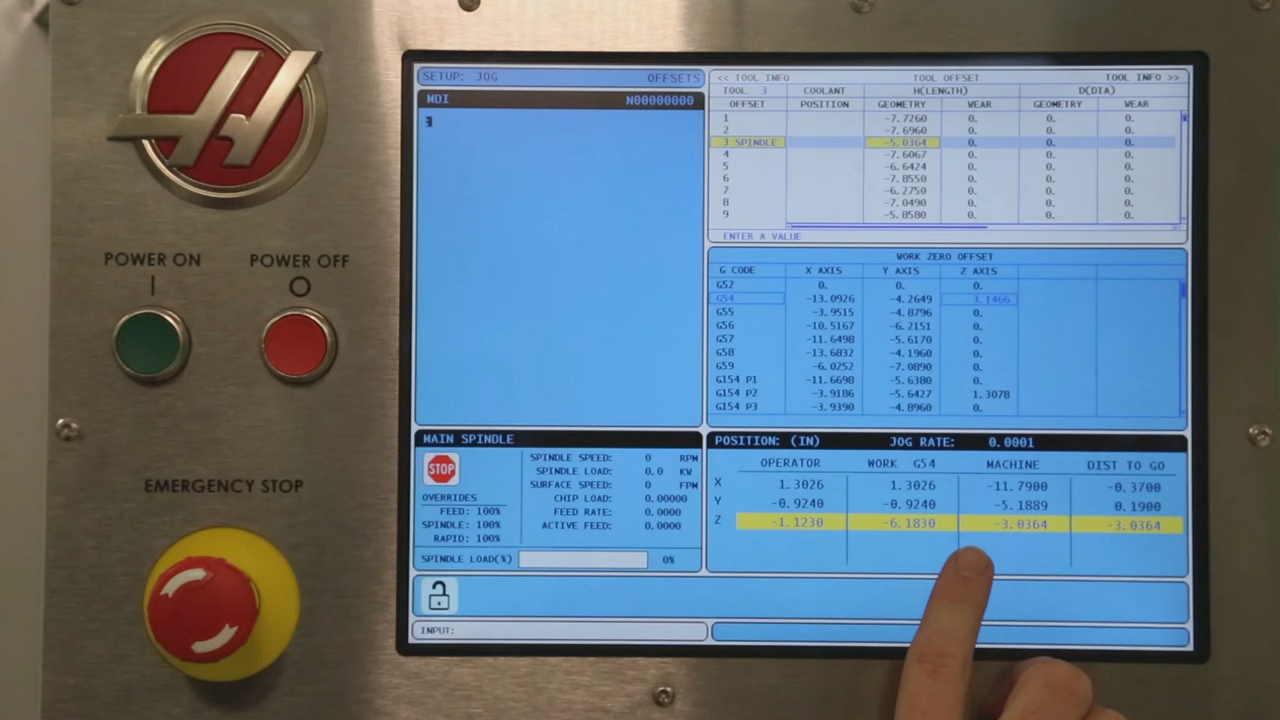 POWER ON
POWER OFF
EMERGENCY STOP
SETUP: JOG OFFSETS
MDI N00000000
<< TOOL INFO TOOL OFFSET TOOL INFO >>
TOOL 3 COOLANT H(LENGTH) D(DIA)
OFFSET POSITION GEOMETRY WEAR GEOMETRY WEAR
1 -7.7260 0. 0. 0.
2 -7.6960 0. 0. 0.
3 SPINDLE -5.0364 0. 0. 0.
4 -7.6067 0. 0. 0.
5 -6.6424 0. 0. 0.
6 -7.8550 0. 0. 0.
7 -6.2750 0. 0. 0.
8 -7.0490 0. 0. 0.
9 -5.8580 0. 0. 0.
ENTER A VALUE
WORK ZERO OFFSET
G CODE X AXIS Y AXIS Z AXIS
G52 0. 0. 0.
G54 -13.0926 -4.2649 3.1466
G55 -3.9515 -4.8796 0.
G56 -10.5167 -6.2151 0.
G57 -11.6498 -5.6170 0.
G58 -13.6832 -4.1960 0.
G59 -6.0252 -7.0890 0.
G154 P1 -11.6698 -5.6380 0.
G154 P2 -3.9186 -5.6427 1.3078
G154 P3 -3.9390 -4.8960 0.
MAIN SPINDLE
STOP
SPINDLE SPEED: 0 RPM
SPINDLE LOAD: 0.0 KW
SURFACE SPEED: 0 FPM
CHIP LOAD: 0.00000
FEED RATE: 0.0000
ACTIVE FEED: 0.0000
OVERRIDES
FEED: 100%
SPINDLE: 100%
RAPID: 100%
SPINDLE LOAD(%) 0%
POSITION: (IN) JOG RATE: 0.0001
OPERATOR WORK G54 MACHINE DIST TO GO
X 1.3026 1.3026 -11.7900 -0.3700
Y -0.9240 -0.9240 -5.1889 0.1900
Z -1.1230 -6.1830 -3.0364 -3.0364
INPUT: